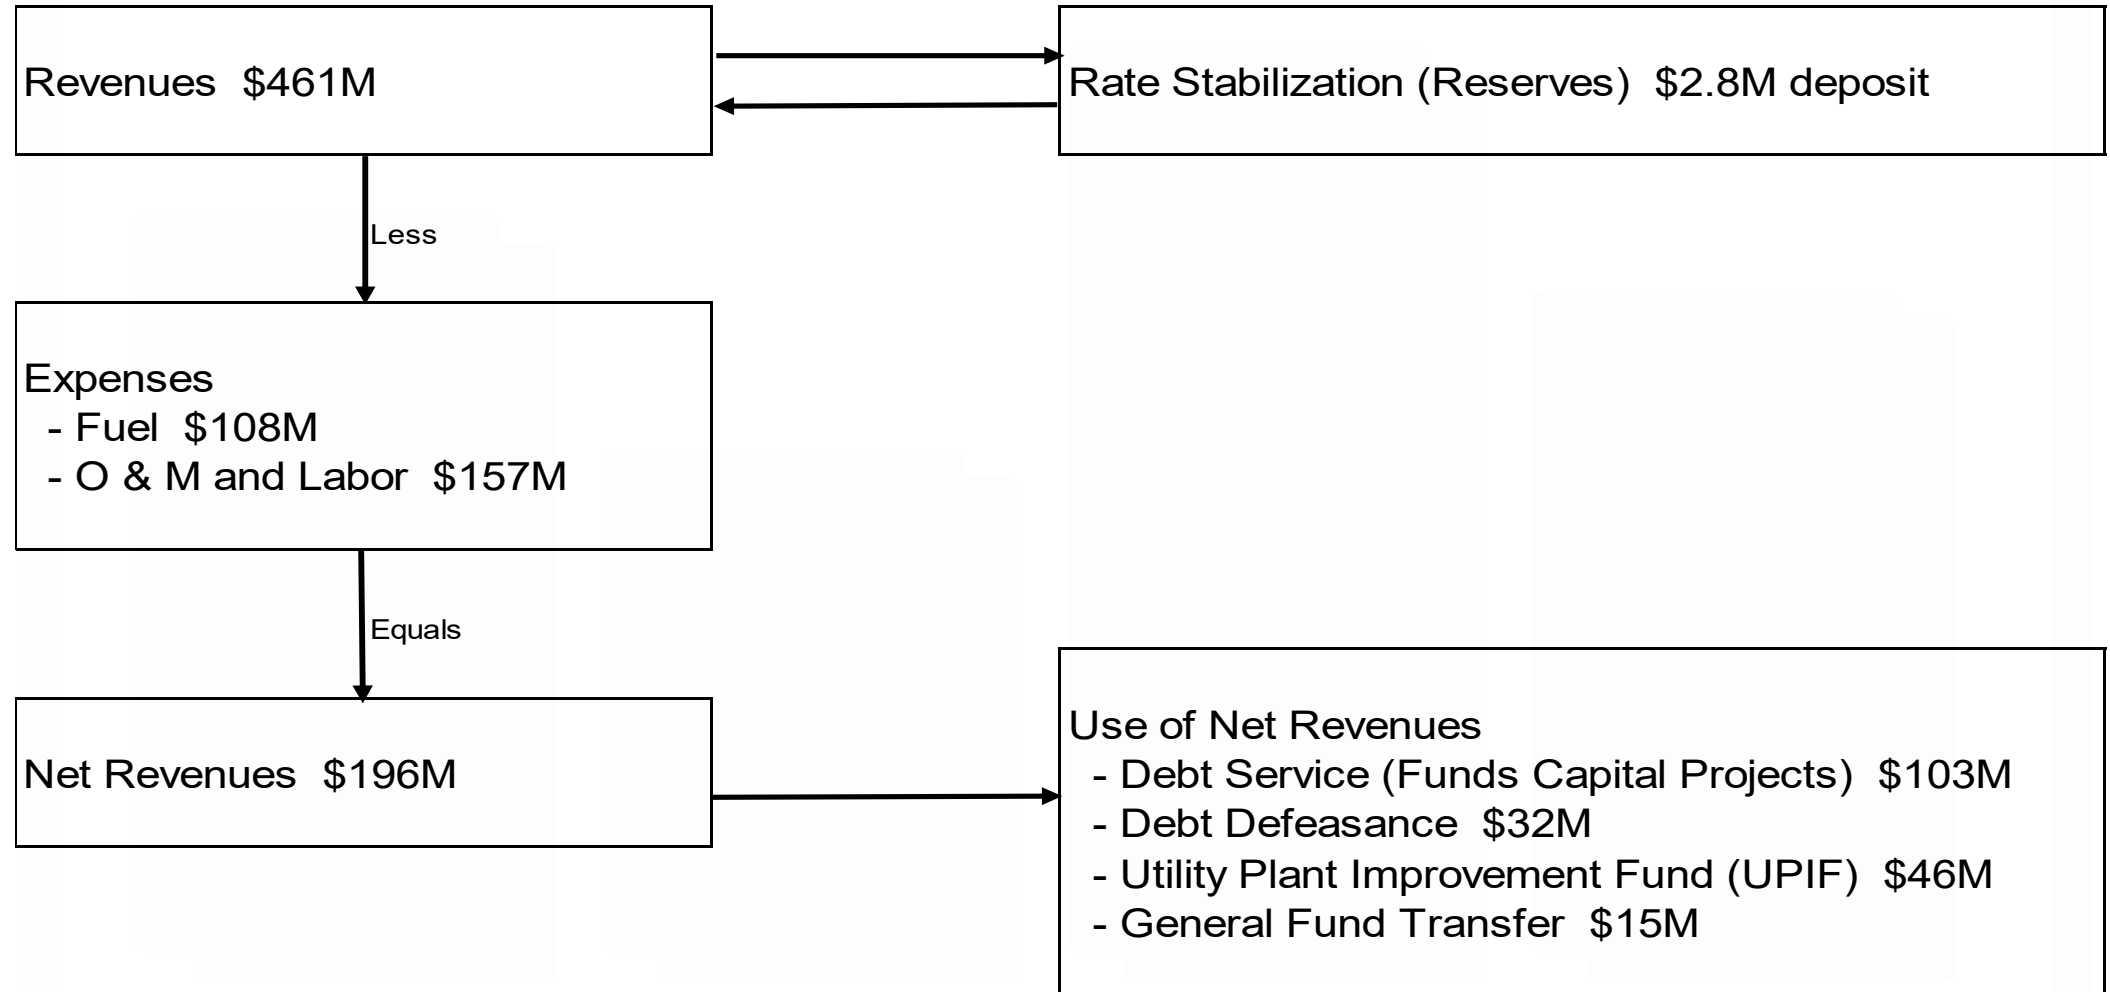 Revenues $461M
Rate Stabilization (Reserves) $2.8M deposit
Less
Expenses
- Fuel $108M
- O & M and Labor $157M
Equals
Net Revenues $196M
Use of Net Revenues
- Debt Service (Funds Capital Projects) $103M
- Debt Defeasance $32M
- Utility Plant Improvement Fund (UPIF) $46M
- General Fund Transfer $15M